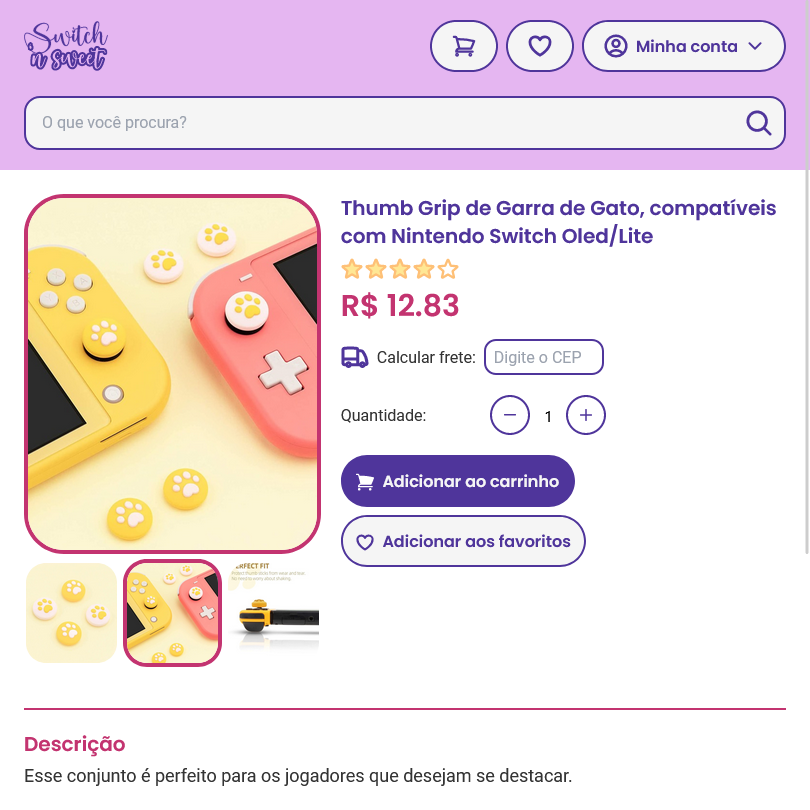 Switch
n sweet
Minha conta
O que você procura?
Thumb Grip de Garra de Gato, compatíveis
com Nintendo Switch Oled/Lite
R$ 12.83
Calcular frete: Digite o CEP
Quantidade: 1
Adicionar ao carrinho
Adicionar aos favoritos
Descrição
Esse conjunto é perfeito para os jogadores que desejam se destacar.